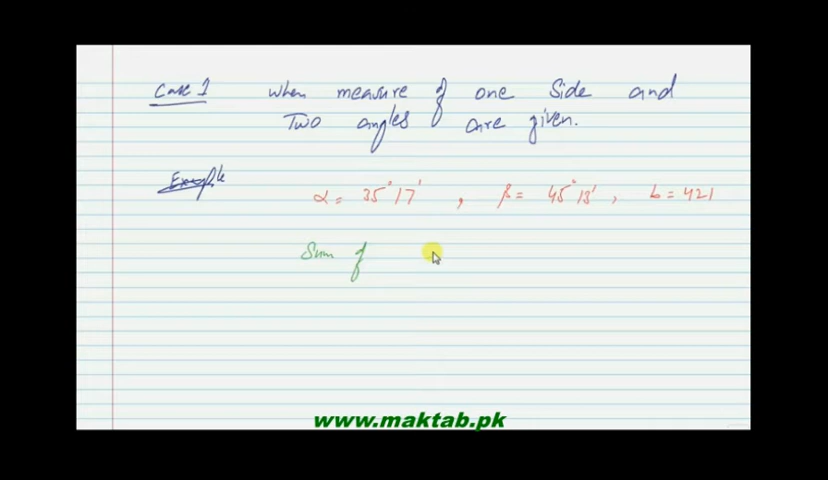 Case 1 When measure of one Side and
Two angles are given.
Example α = 35°17' , β = 45°13' , b = 421
Sum of
www.maktab.pk